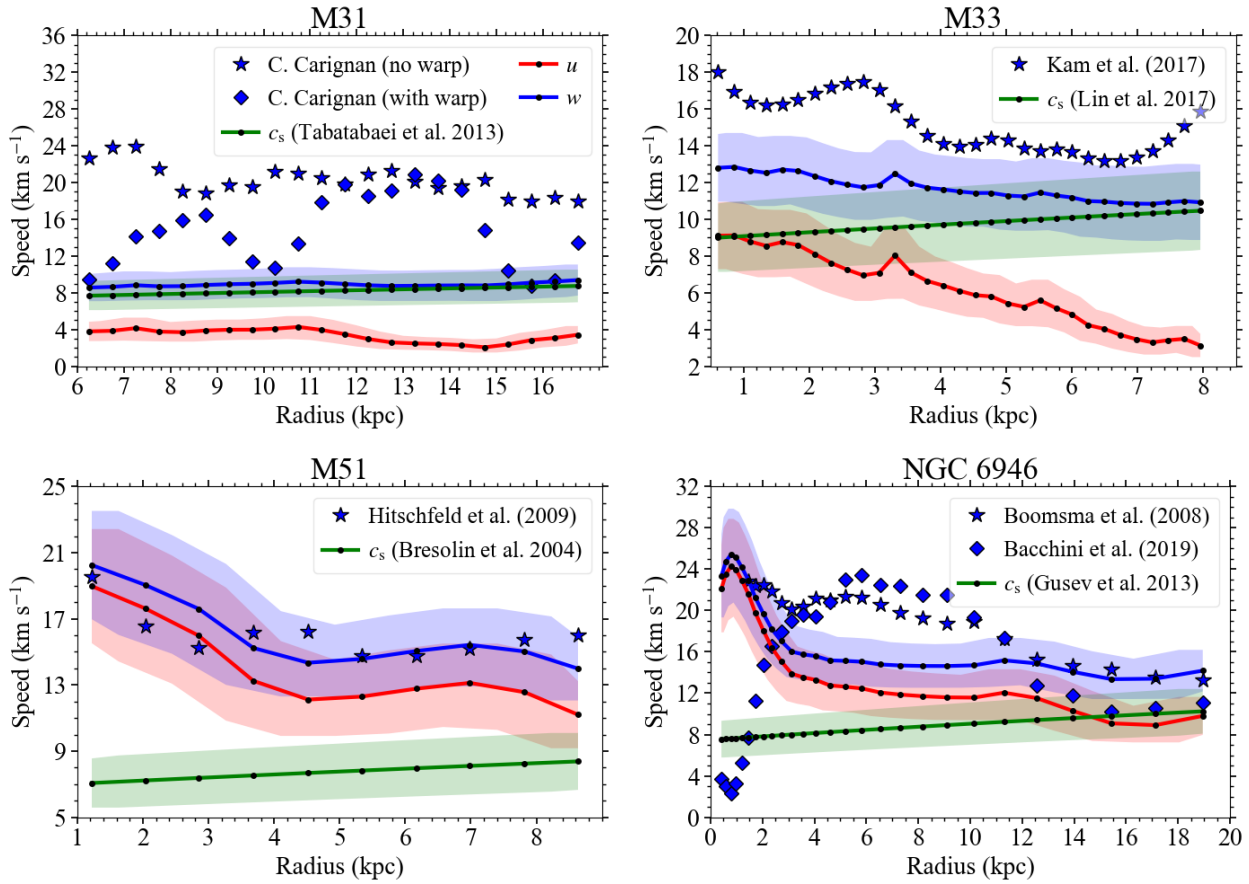 M31
36
32
28
24
20
16
12
8
4
0
Speed (km s⁻¹)
C. Carignan (no warp)
C. Carignan (with warp)
cₛ (Tabatabaei et al. 2013)
u
w
6 7 8 9 10 11 12 13 14 15 16
Radius (kpc)
M33
20
18
16
14
12
10
8
6
4
2
Speed (km s⁻¹)
Kam et al. (2017)
cₛ (Lin et al. 2017)
1 2 3 4 5 6 7 8
Radius (kpc)
M51
25
21
17
13
9
5
Speed (km s⁻¹)
Hitschfeld et al. (2009)
cₛ (Bresolin et al. 2004)
1 2 3 4 5 6 7 8
Radius (kpc)
NGC 6946
32
28
24
20
16
12
8
4
0
Speed (km s⁻¹)
Boomsma et al. (2008)
Bacchini et al. (2019)
cₛ (Gusev et al. 2013)
0 2 4 6 8 10 12 14 16 18 20
Radius (kpc)